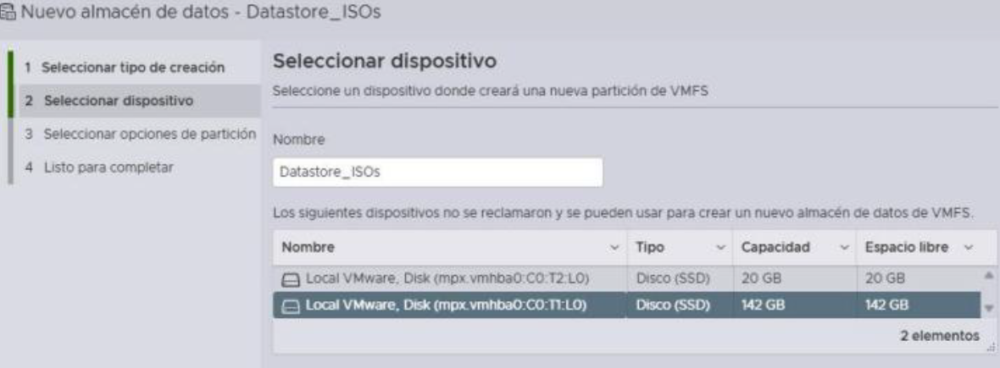 Nuevo almacén de datos - Datastore_ISOs
1 Seleccionar tipo de creación
2 Seleccionar dispositivo
3 Seleccionar opciones de partición
4 Listo para completar
Seleccionar dispositivo
Seleccione un dispositivo donde creará una nueva partición de VMFS
Nombre
Datastore_ISOs
Los siguientes dispositivos no se reclamaron y se pueden usar para crear un nuevo almacén de datos de VMFS.
Nombre Tipo Capacidad Espacio libre
Local VMware, Disk (mpx.vmhba0:C0:T2:L0) Disco (SSD) 20 GB 20 GB
Local VMware, Disk (mpx.vmhba0:C0:T1:L0) Disco (SSD) 142 GB 142 GB
2 elementos